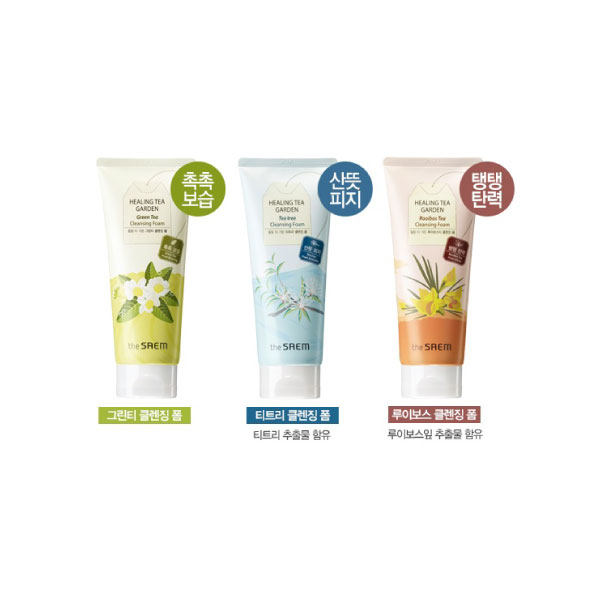 촉촉
보습
HEALING TEA
GARDEN
Green Tea
Cleansing Foam
the SAEM
그린티 클렌징 폼
산뜻
피지
HEALING TEA
GARDEN
Tea tree
Cleansing Foam
the SAEM
티트리 클렌징 폼
티트리 추출물 함유
탱탱
탄력
HEALING TEA
GARDEN
Rooibos Tea
Cleansing Foam
the SAEM
루이보스 클렌징 폼
루이보스잎 추출물 함유